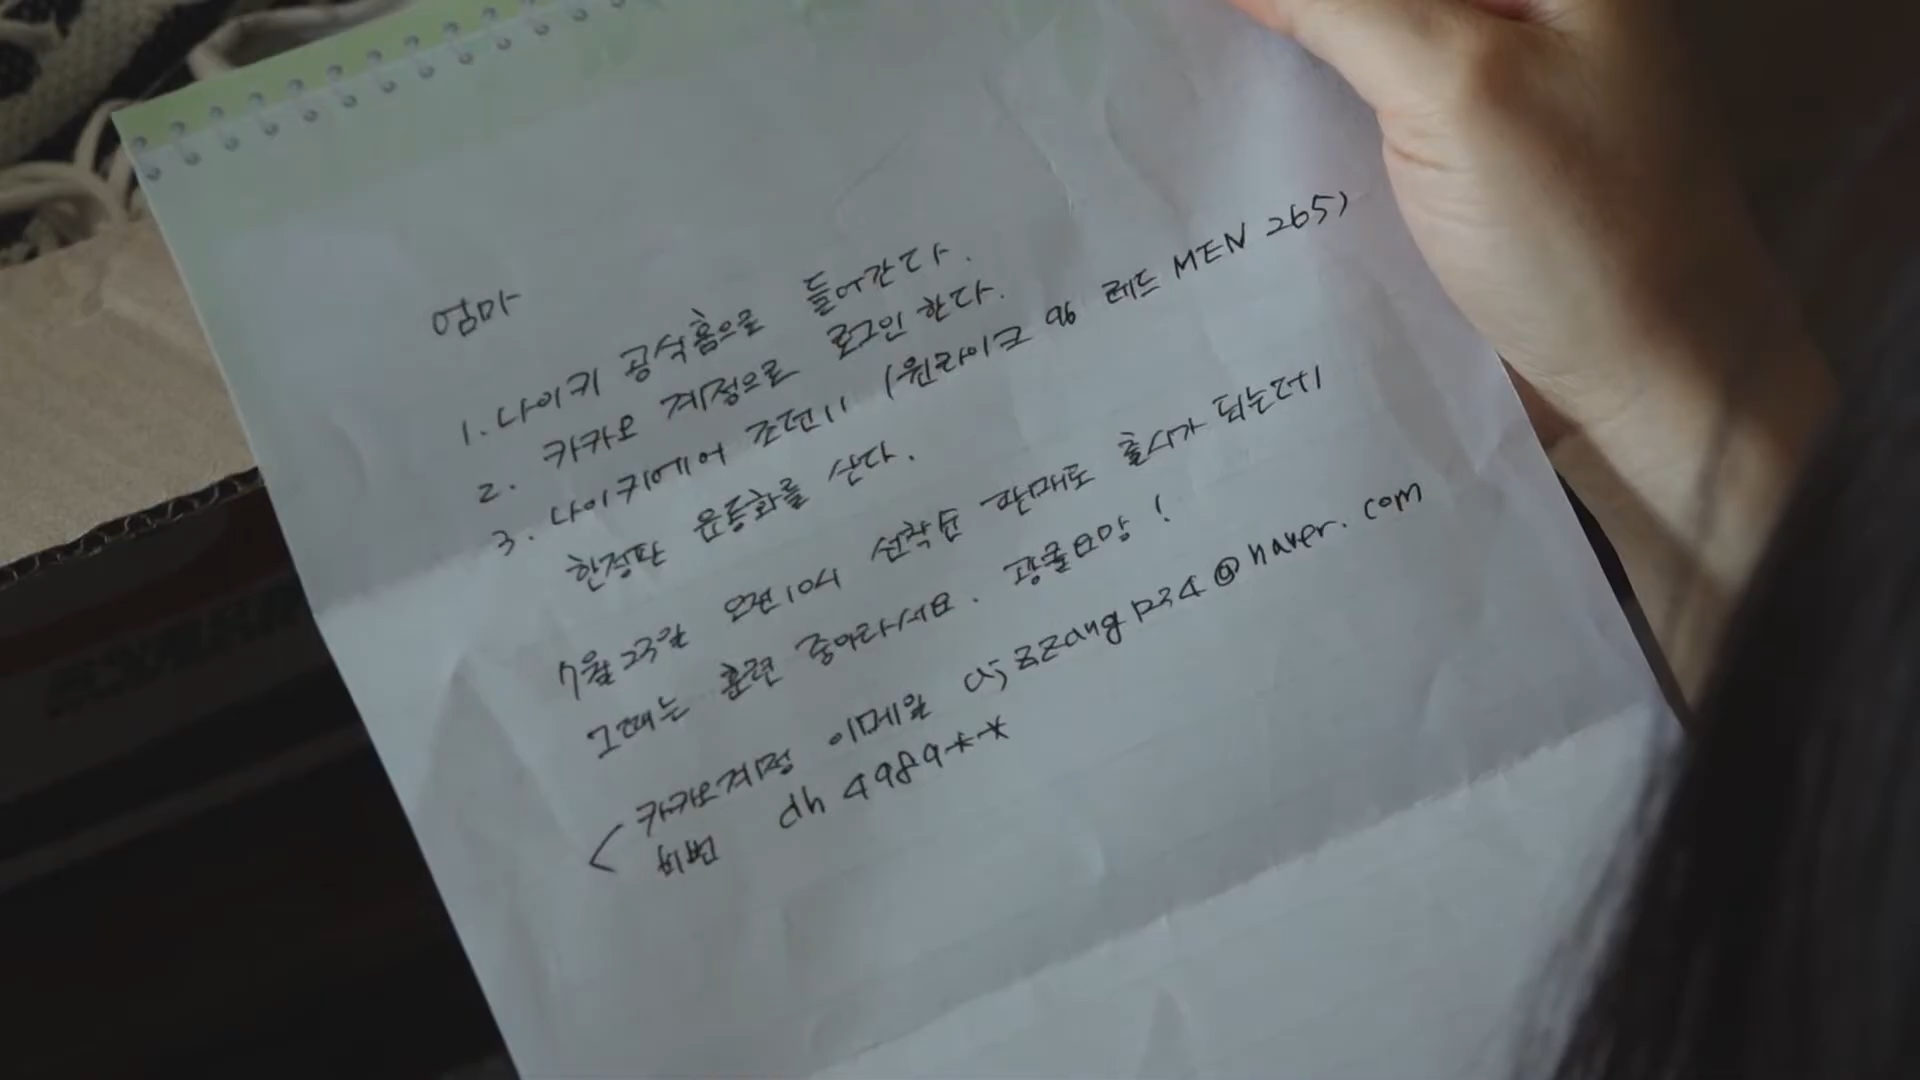 엄마
1. 나이키 공식홈으로 들어간다.
2. 카카오 계정으로 로그인 한다.
3. 나이키에어 조던11 (윈라이크 96 레드 MEN 265)
한정판 운동화를 산다.
7월 23일 오전10시 선착순 판매로 출시가 되는데
그때는 훈련 중이라서요. 광클요망!
카카오계정 이메일 djzzang1234@naver.com
비번 dh4989**